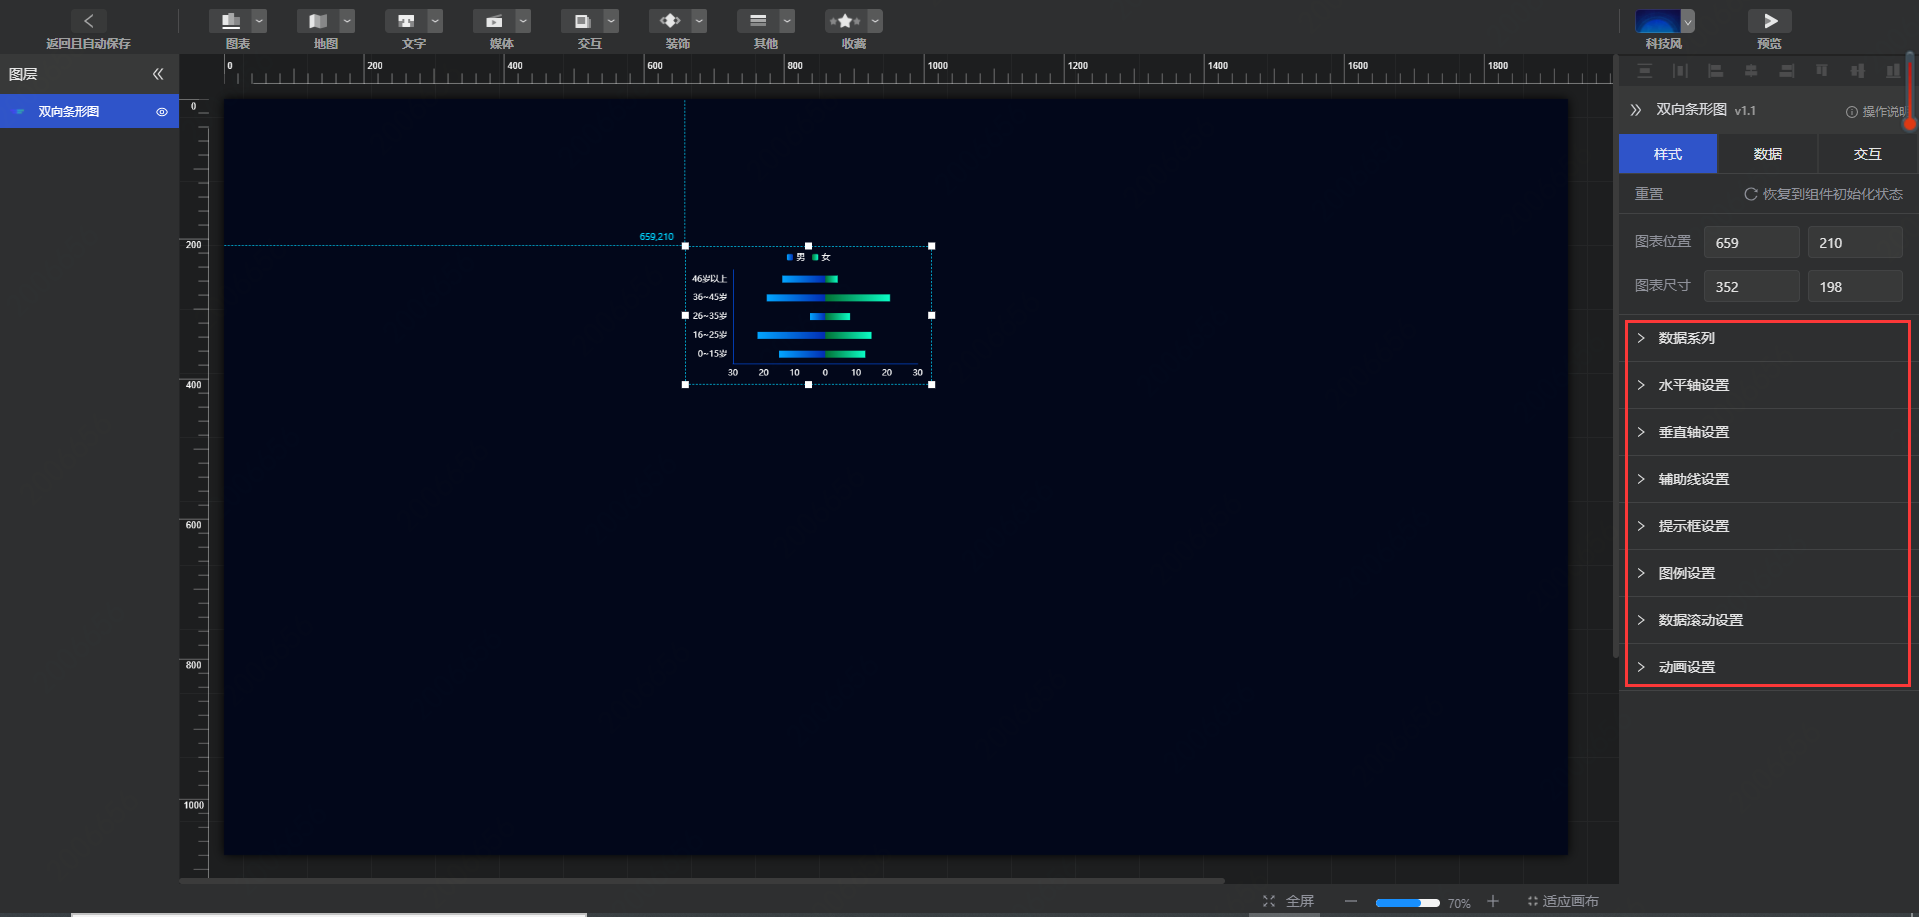 返回且自动保存
图表
地图
文字
媒体
交互
装饰
其他
收藏
科技风
预览
图层
双向条形图
0 200 400 600 800 1000 1200 1400 1600 1800
0
200
400
600
800
1000
659,210
男 女
46岁以上
36~45岁
26~35岁
16~25岁
0~15岁
30 20 10 0 10 20 30
双向条形图 v1.1
操作说明
样式 数据 交互
重置 恢复到组件初始化状态
图表位置 659 210
图表尺寸 352 198
数据系列
水平轴设置
垂直轴设置
辅助线设置
提示框设置
图例设置
数据滚动设置
动画设置
全屏 70% 适应画布